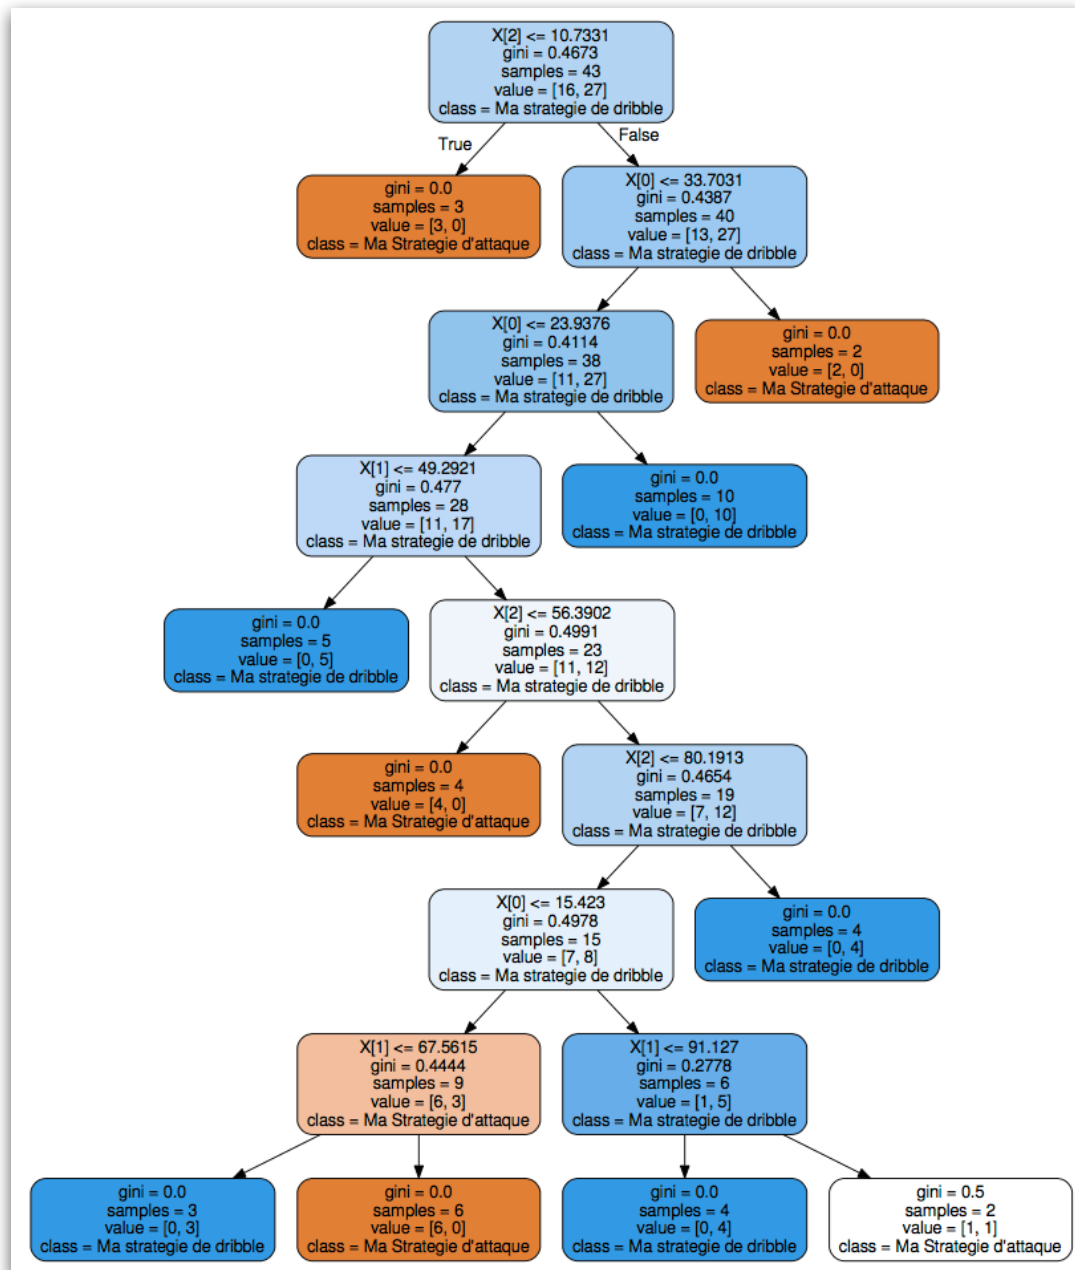 X[2] <= 10.7331
gini = 0.4673
samples = 43
value = [16, 27]
class = Ma strategie de dribble
True
False
gini = 0.0
samples = 3
value = [3, 0]
class = Ma Strategie d'attaque
X[0] <= 33.7031
gini = 0.4387
samples = 40
value = [13, 27]
class = Ma strategie de dribble
X[0] <= 23.9376
gini = 0.4114
samples = 38
value = [11, 27]
class = Ma strategie de dribble
gini = 0.0
samples = 2
value = [2, 0]
class = Ma Strategie d'attaque
X[1] <= 49.2921
gini = 0.477
samples = 28
value = [11, 17]
class = Ma strategie de dribble
gini = 0.0
samples = 10
value = [0, 10]
class = Ma strategie de dribble
gini = 0.0
samples = 5
value = [0, 5]
class = Ma strategie de dribble
X[2] <= 56.3902
gini = 0.4991
samples = 23
value = [11, 12]
class = Ma strategie de dribble
gini = 0.0
samples = 4
value = [4, 0]
class = Ma Strategie d'attaque
X[2] <= 80.1913
gini = 0.4654
samples = 19
value = [7, 12]
class = Ma strategie de dribble
X[0] <= 15.423
gini = 0.4978
samples = 15
value = [7, 8]
class = Ma strategie de dribble
gini = 0.0
samples = 4
value = [0, 4]
class = Ma strategie de dribble
X[1] <= 67.5615
gini = 0.4444
samples = 9
value = [6, 3]
class = Ma Strategie d'attaque
X[1] <= 91.127
gini = 0.2778
samples = 6
value = [1, 5]
class = Ma strategie de dribble
gini = 0.0
samples = 3
value = [0, 3]
class = Ma strategie de dribble
gini = 0.0
samples = 6
value = [6, 0]
class = Ma Strategie d'attaque
gini = 0.0
samples = 4
value = [0, 4]
class = Ma strategie de dribble
gini = 0.5
samples = 2
value = [1, 1]
class = Ma Strategie d'attaque